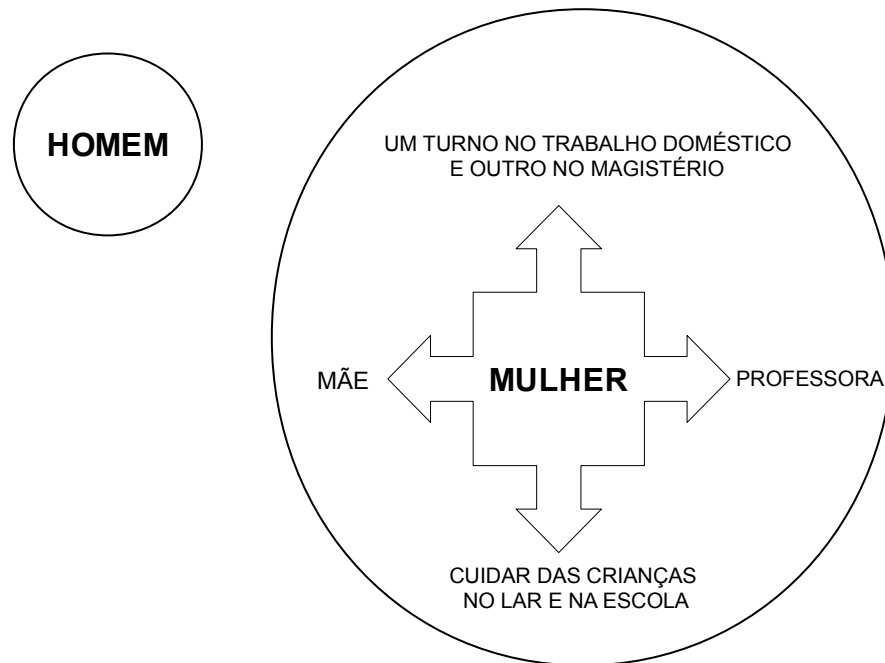 HOMEM
UM TURNO NO TRABALHO DOMÉSTICO
E OUTRO NO MAGISTÉRIO
MÃE
MULHER
PROFESSORA
CUIDAR DAS CRIANÇAS
NO LAR E NA ESCOLA